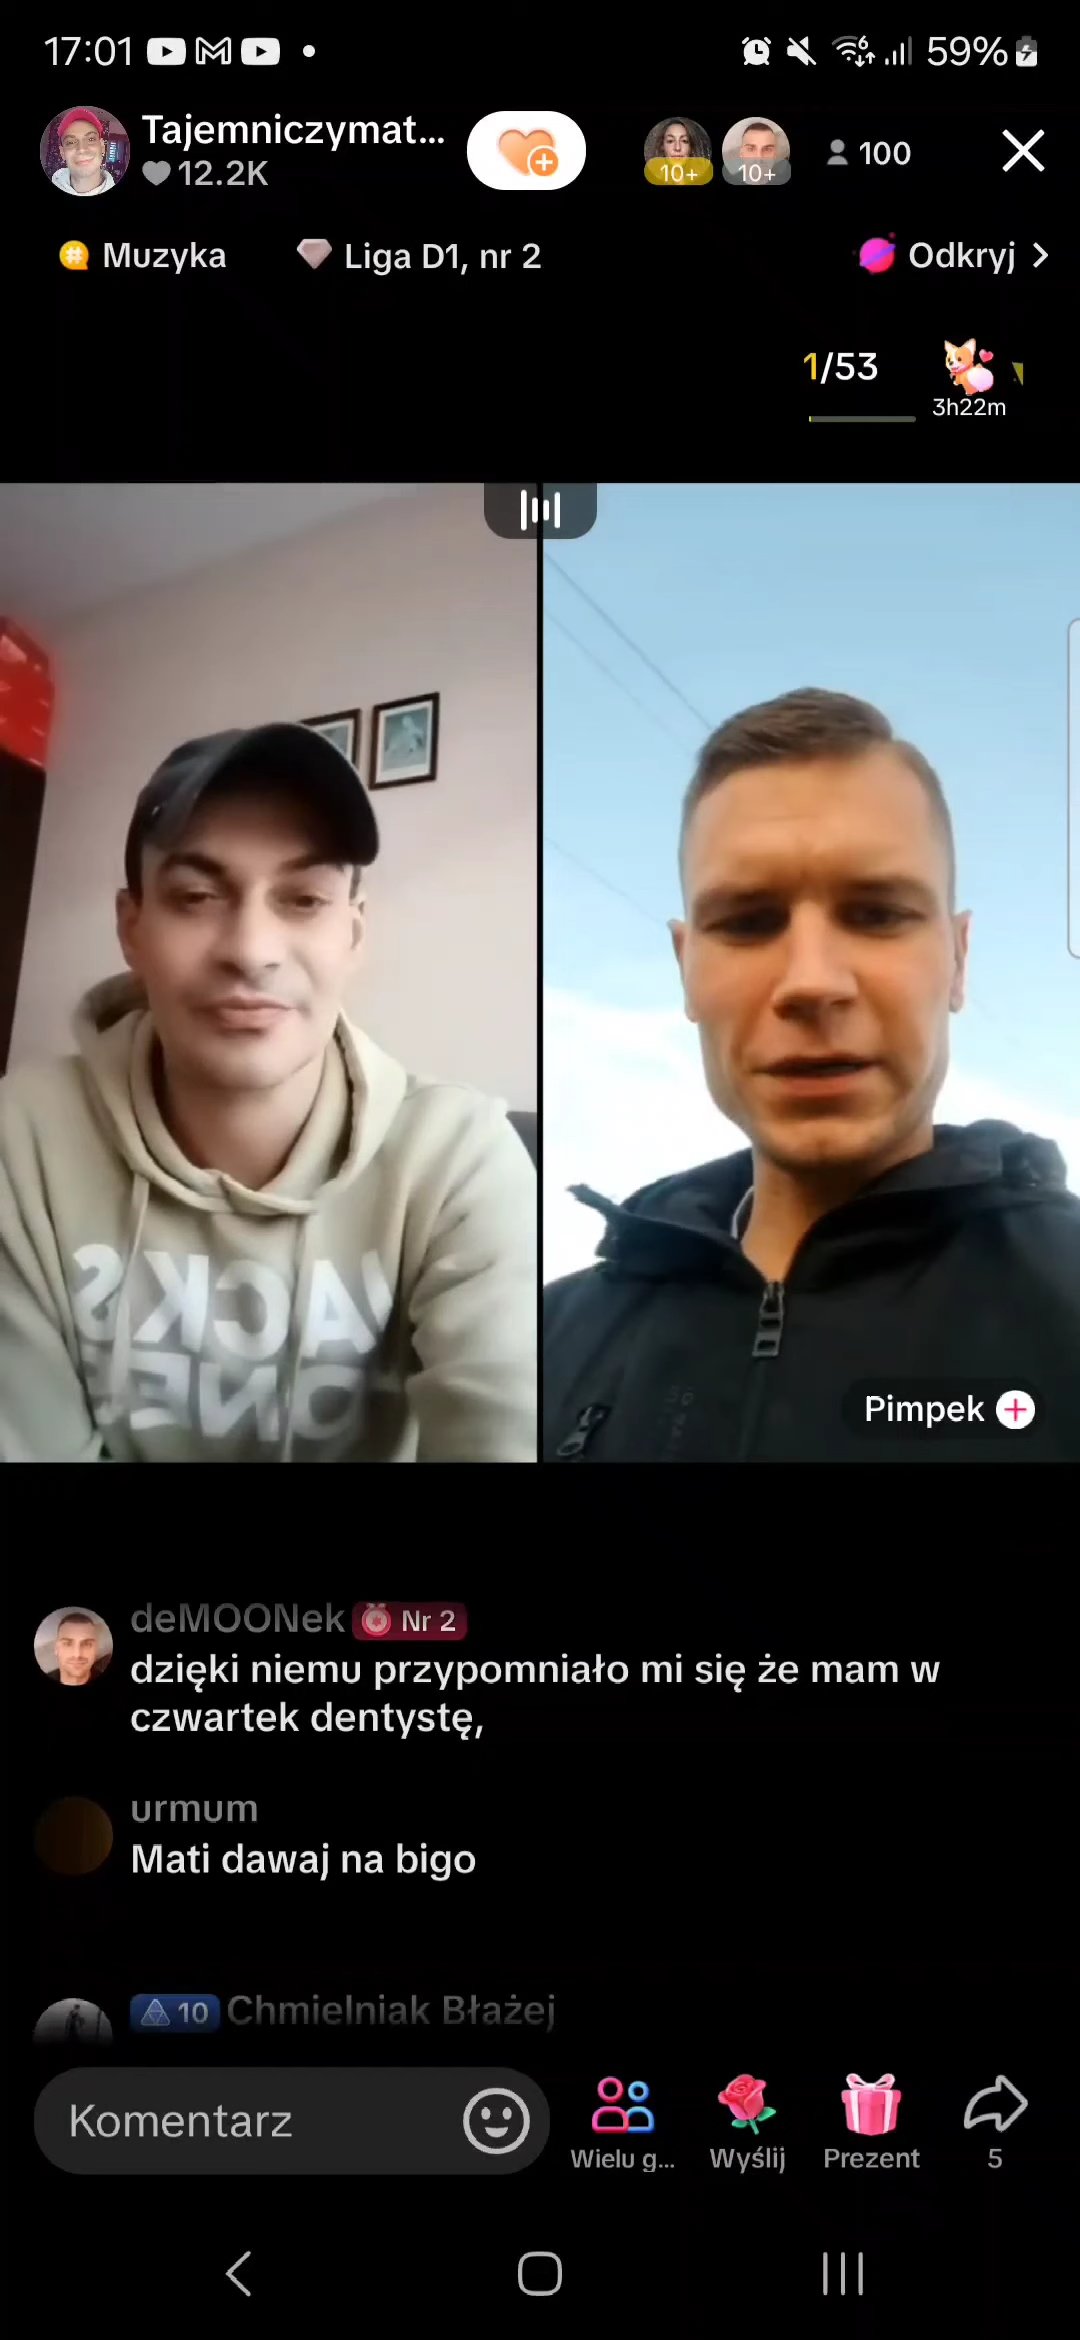 17:01
59%
Tajemniczymat...
12.2K
10+
10+
100
Muzyka
Liga D1, nr 2
Odkryj
1/53
3h22m
JACK'S
ONE
Pimpek
deMOONek Nr 2
dzięki niemu przypomniało mi się że mam w
czwartek dentystę,
urmum
Mati dawaj na bigo
10 Chmielniak Błażej
Komentarz
Wielu g...
Wyślij
Prezent
5